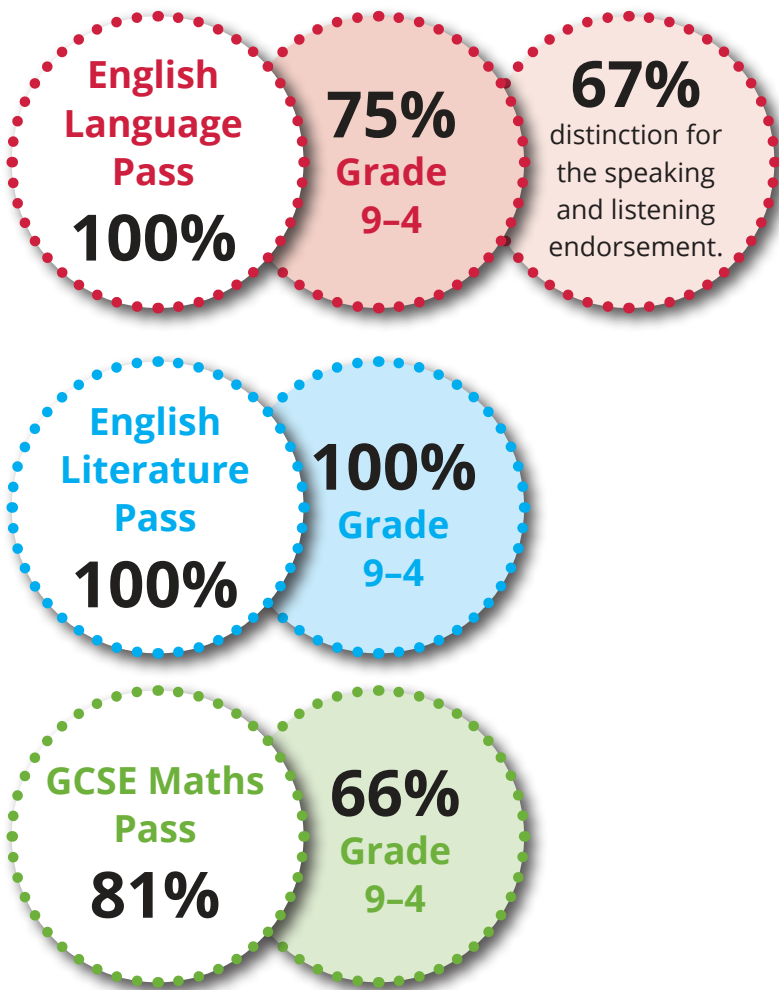 English
Language
Pass
100%
75%
Grade
9–4
67%
distinction for
the speaking
and listening
endorsement.
English
Literature
Pass
100%
100%
Grade
9–4
GCSE Maths
Pass
81%
66%
Grade
9–4